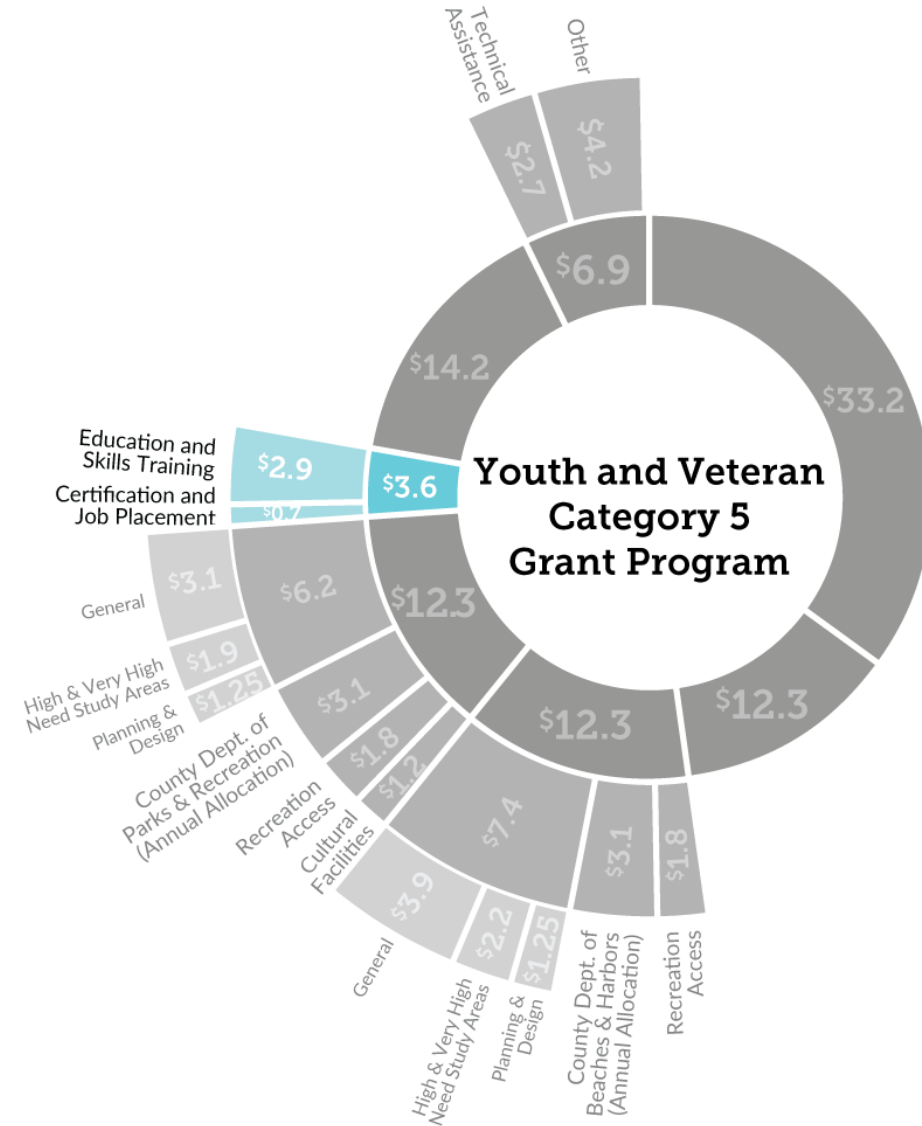 Technical
Assistance
Other
$2.7
$4.2
$6.9
$14.2
$33.2
Education and
Skills Training
$2.9
$3.6
Certification and
Job Placement
$0.7
Youth and Veteran
Category 5
Grant Program
$3.1
General
$6.2
$12.3
$1.9
High & Very High
Need Study Areas
$1.25
Planning &
Design
$3.1
County Dept. of
Parks & Recreation
(Annual Allocation)
$1.8
Recreation
Access
$1.2
Cultural
Facilities
$12.3
$12.3
$7.4
$3.1
$1.8
$3.9
General
$2.2
High & Very High
Need Study Areas
$1.25
Planning &
Design
County Dept. of
Beaches & Harbors
(Annual Allocation)
Recreation
Access